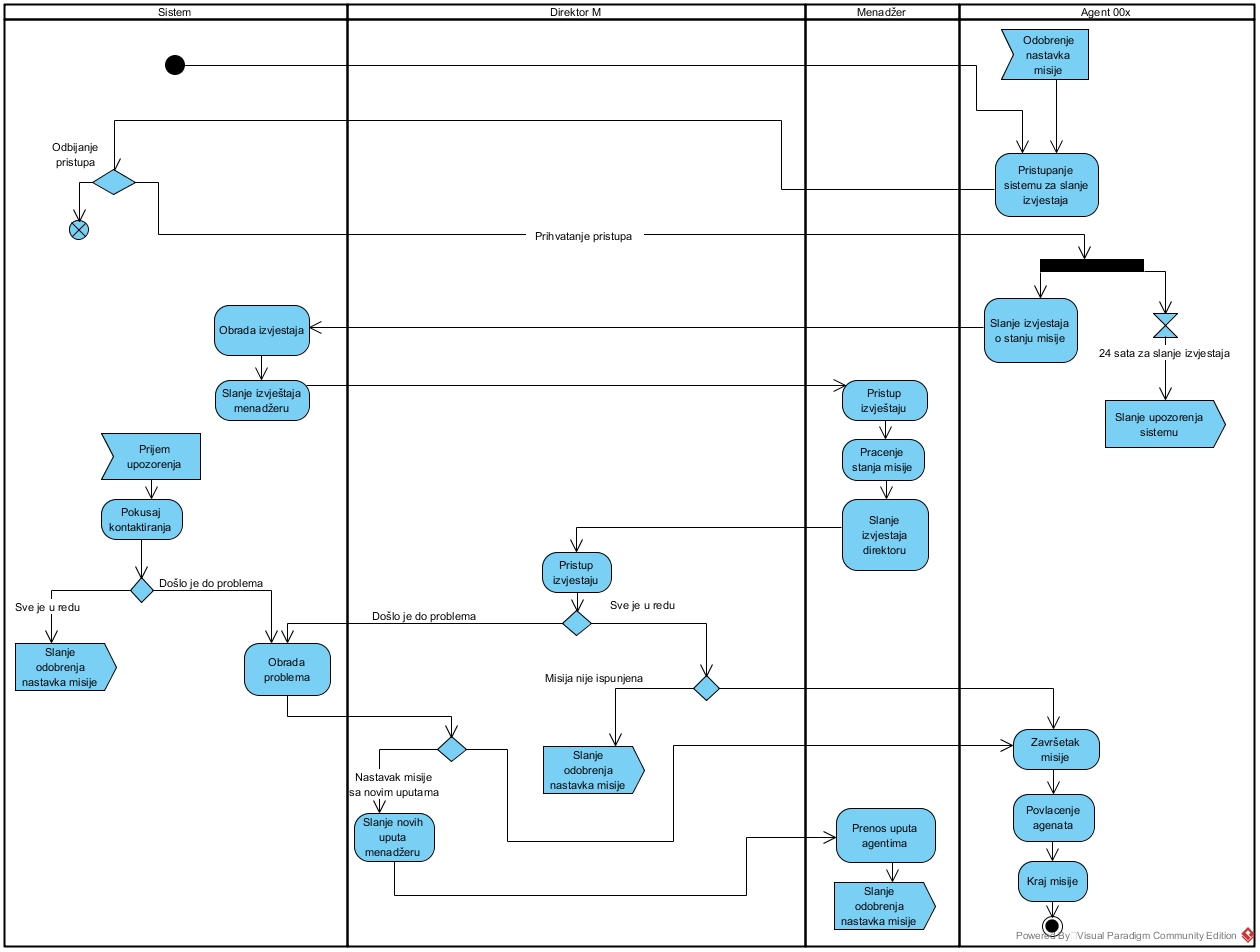 Sistem
Direktor M
Menadžer
Agent 00x
Odobrenje
nastavka
misije
Odbijanje
pristupa
Pristupanje
sistemu za slanje
izvjestaja
Prihvatanje pristupa
Obrada izvjestaja
Slanje izvjestaja
o stanju misije
24 sata za slanje izvjestaja
Slanje izvještaja
menadžeru
Pristup
izvještaju
Slanje upozorenja
sistemu
Prijem
upozorenja
Pracenje
stanja misije
Pokusaj
kontaktiranja
Slanje
izvjestaja
direktoru
Pristup
izvjestaju
Došlo je do problema
Sve je u redu
Sve je u redu
Došlo je do problema
Slanje
odobrenja
nastavka misije
Obrada
problema
Misija nije ispunjena
Slanje
odobrenja
nastavka misije
Završetak
misije
Nastavak misije
sa novim uputama
Slanje novih
uputa
menadžeru
Prenos uputa
agentima
Povlacenje
agenata
Slanje
odobrenja
nastavka misije
Kraj misije
Powered By Visual Paradigm Community Edition